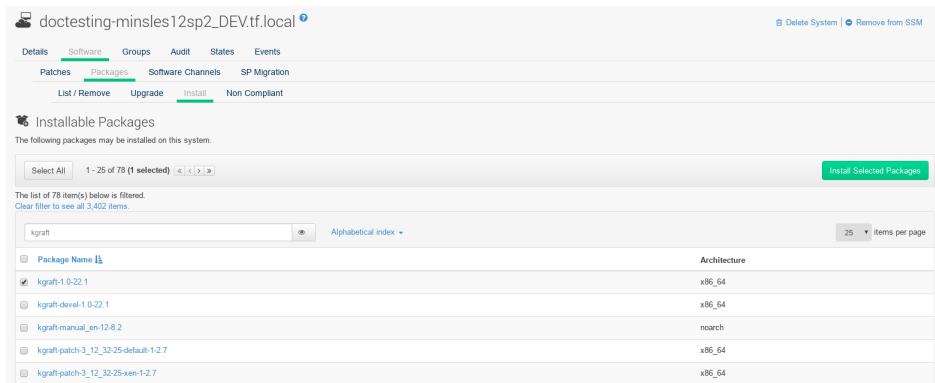 doctesting-minsles12sp2_DEV.tf.local ?
Delete System | Remove from SSM
Details Software Groups Audit States Events
Patches Packages Software Channels SP Migration
List / Remove Upgrade Install Non Compliant
Installable Packages
The following packages may be installed on this system.
Select All 1 - 25 of 78 (1 selected) Install Selected Packages
The list of 78 item(s) below is filtered.
Clear filter to see all 3,402 items.
kgraft Alphabetical index 25 items per page
Package Name Architecture
kgraft-1.0-22.1 x86_64
kgraft-devel-1.0-22.1 x86_64
kgraft-manual_en-12-8.2 noarch
kgraft-patch-3_12_32-25-default-1-2.7 x86_64
kgraft-patch-3_12_32-25-xen-1-2.7 x86_64